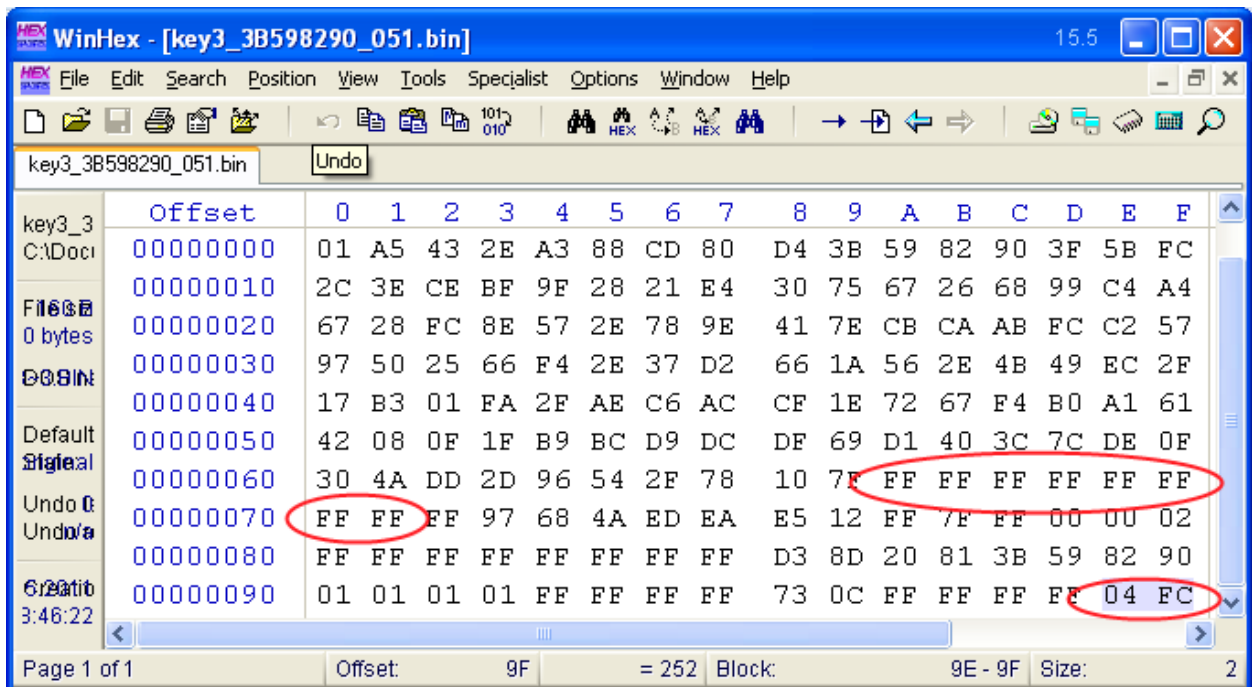 WinHex - [key3_3B598290_051.bin] 15.5
File Edit Search Position View Tools Specialist Options Window Help
key3_3B598290_051.bin Undo
key3_3 Offset 0 1 2 3 4 5 6 7 8 9 A B C D E F
C:\Doci 00000000 01 A5 43 2E A3 88 CD 80 D4 3B 59 82 90 3F 5B FC
00000010 2C 3E CE BF 9F 28 21 E4 30 75 67 26 68 99 C4 A4
0 bytes 00000020 67 28 FC 8E 57 2E 78 9E 41 7E CB CA AB FC C2 57
00000030 97 50 25 66 F4 2E 37 D2 66 1A 56 2E 4B 49 EC 2F
00000040 17 B3 01 FA 2F AE C6 AC CF 1E 72 67 F4 B0 A1 61
Default 00000050 42 08 0F 1F B9 BC D9 DC DF 69 D1 40 3C 7C DE 0F
00000060 30 4A DD 2D 96 54 2F 78 10 7F FF FF FF FF FF FF
Undo 00000070 FF FF FF 97 68 4A ED EA E5 12 FF 7F FF 00 00 02
00000080 FF FF FF FF FF FF FF FF D3 8D 20 81 3B 59 82 90
00000090 01 01 01 01 FF FF FF FF 73 0C FF FF FF FF 04 FC
3:46:22
Page 1 of 1 Offset: 9F = 252 Block: 9E - 9F Size: 2